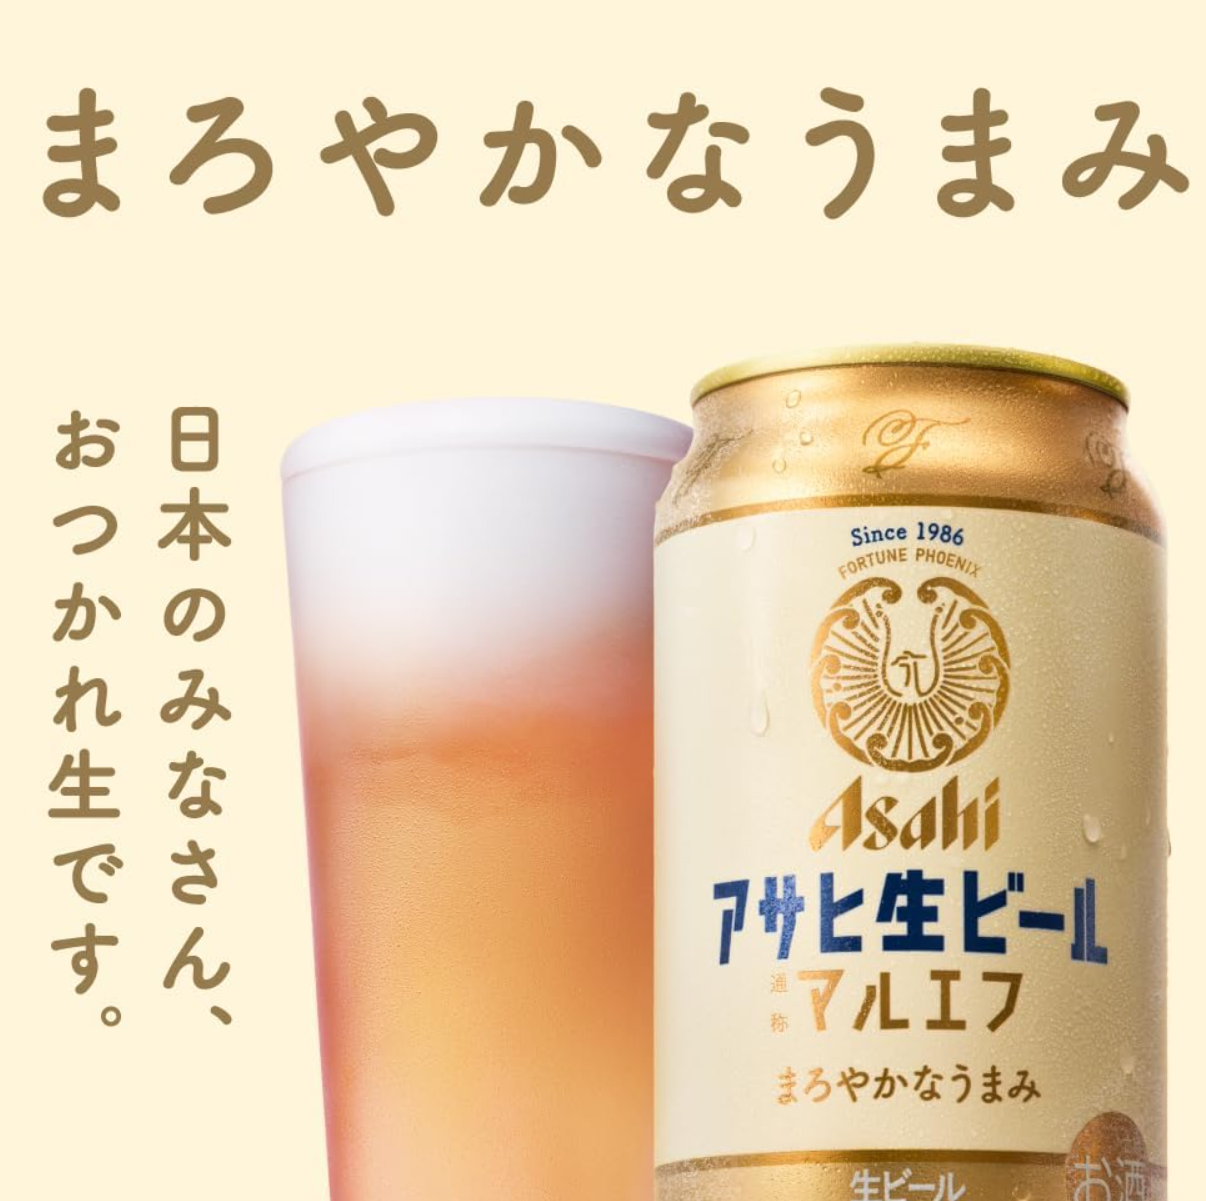 まろやかなうまみ
日本のみなさん、
おつかれ生です。
Since 1986
FORTUNE PHOENIX
Asahi
アサヒ生ビール
通称
マルエフ
まろやかなうまみ
生ビール
お酒